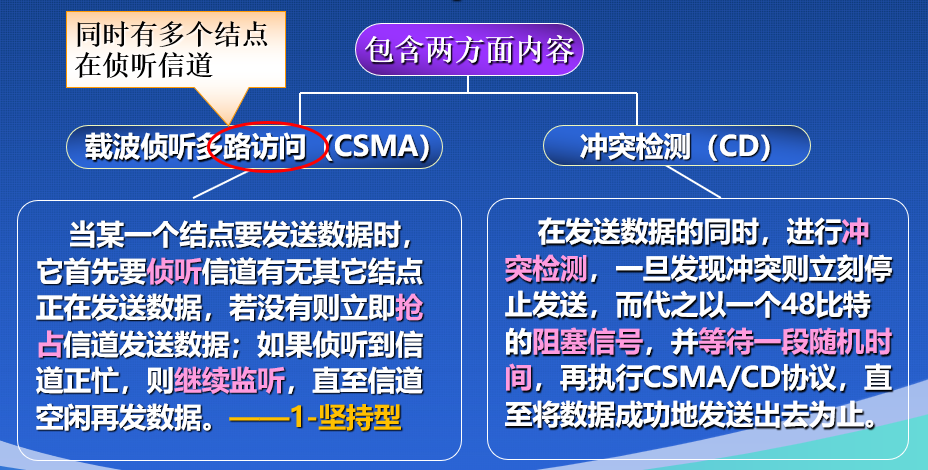 同时有多个结点
在侦听信道
包含两方面内容
载波侦听多路访问（CSMA）
冲突检测（CD）
当某一个结点要发送数据时，
它首先要侦听信道有无其它结点
正在发送数据，若没有则立即抢
占信道发送数据；如果侦听到信
道正忙，则继续监听，直至信道
空闲再发数据。——1-坚持型
在发送数据的同时，进行冲
突检测，一旦发现冲突则立刻停
止发送，而代之以一个48比特
的阻塞信号，并等待一段随机时
间，再执行CSMA/CD协议，直
至将数据成功地发送出去为止。